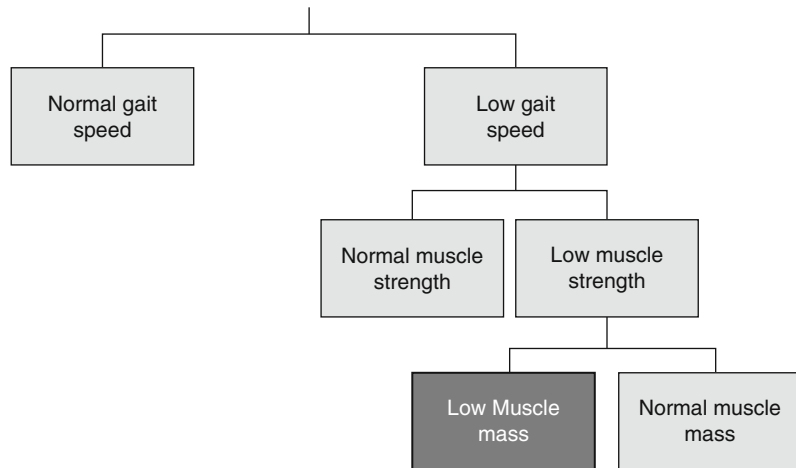 Normal gait
speed
Low gait
speed
Normal muscle
strength
Low muscle
strength
Low Muscle
mass
Normal muscle
mass